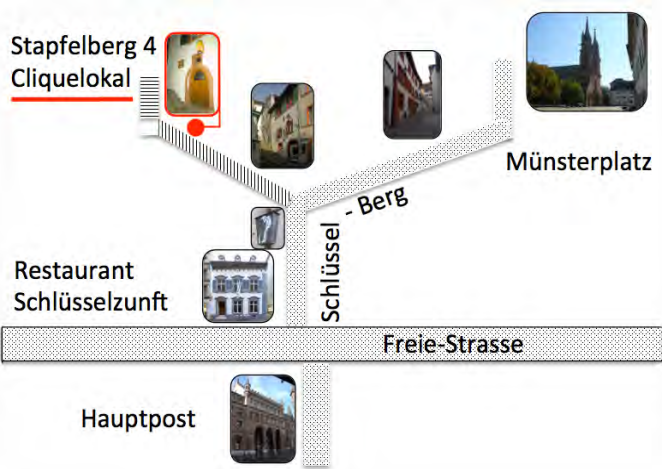 Stapfelberg 4
Cliquelokal
Münsterplatz
Schlüssel
- Berg
Restaurant
Schlüsselzunft
Freie-Strasse
Hauptpost